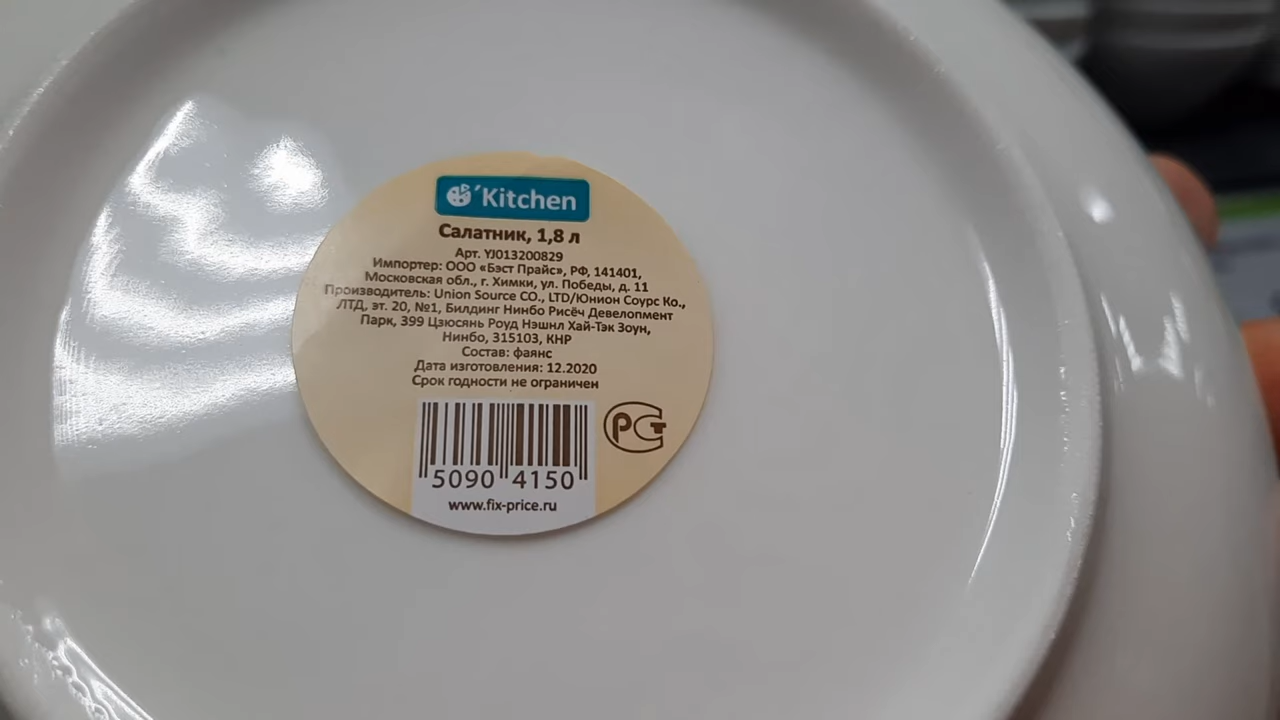 'Kitchen
Салатник, 1,8 л
Арт. YJ013200829
Импортер: ООО «Бэст Прайс», РФ, 141401,
Московская обл., г. Химки, ул. Победы, д. 11
Производитель: Union Source CO., LTD/Юнион Соурс Ко.,
ЛТД, эт. 20, №1, Билдинг Нинбо Рисёч Девелопмент
Парк, 399 Цзюсянь Роуд Нэшнл Хай-Тэк Зоун,
Нинбо, 315103, КНР
Состав: фаянс
Дата изготовления: 12.2020
Срок годности не ограничен
РСТ
5090 4150
www.fix-price.ru